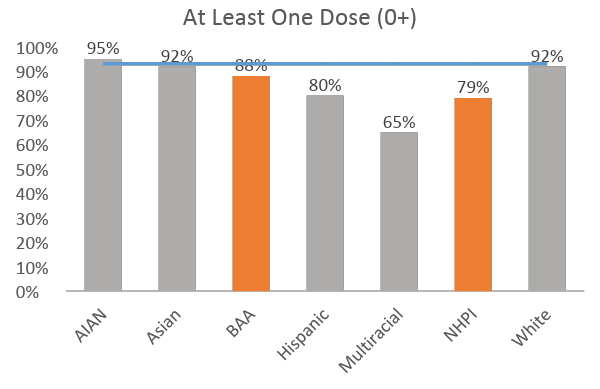 At Least One Dose (0+)
100%
90%
80%
70%
60%
50%
40%
30%
20%
10%
0%
95%
92%
88%
80%
65%
79%
92%
AIAN
Asian
BAA
Hispanic
Multiracial
NHPI
White